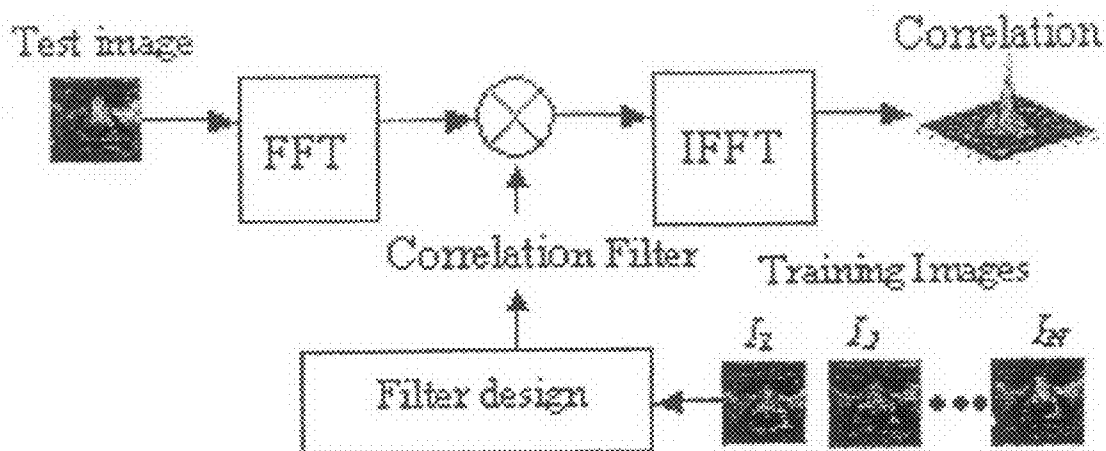 Test image
Correlation
FFT
IFFT
Correlation Filter
Training Images
Filter design